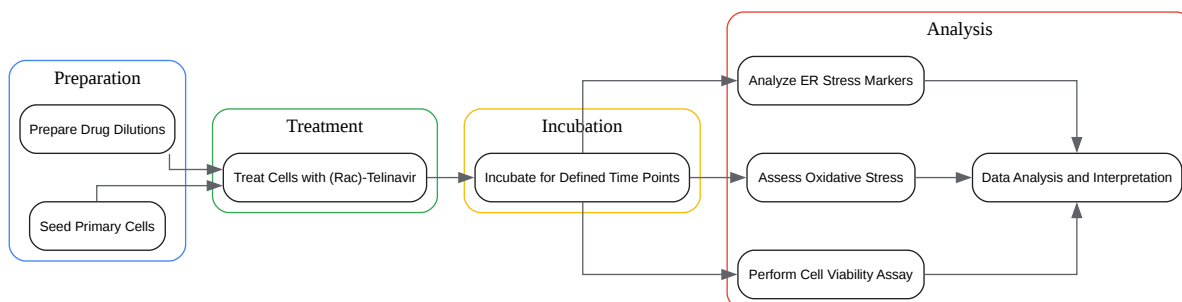 Preparation
Prepare Drug Dilutions
Seed Primary Cells
Treatment
Treat Cells with (Rac)-Telinavir
Incubation
Incubate for Defined Time Points
Analysis
Analyze ER Stress Markers
Assess Oxidative Stress
Perform Cell Viability Assay
Data Analysis and Interpretation